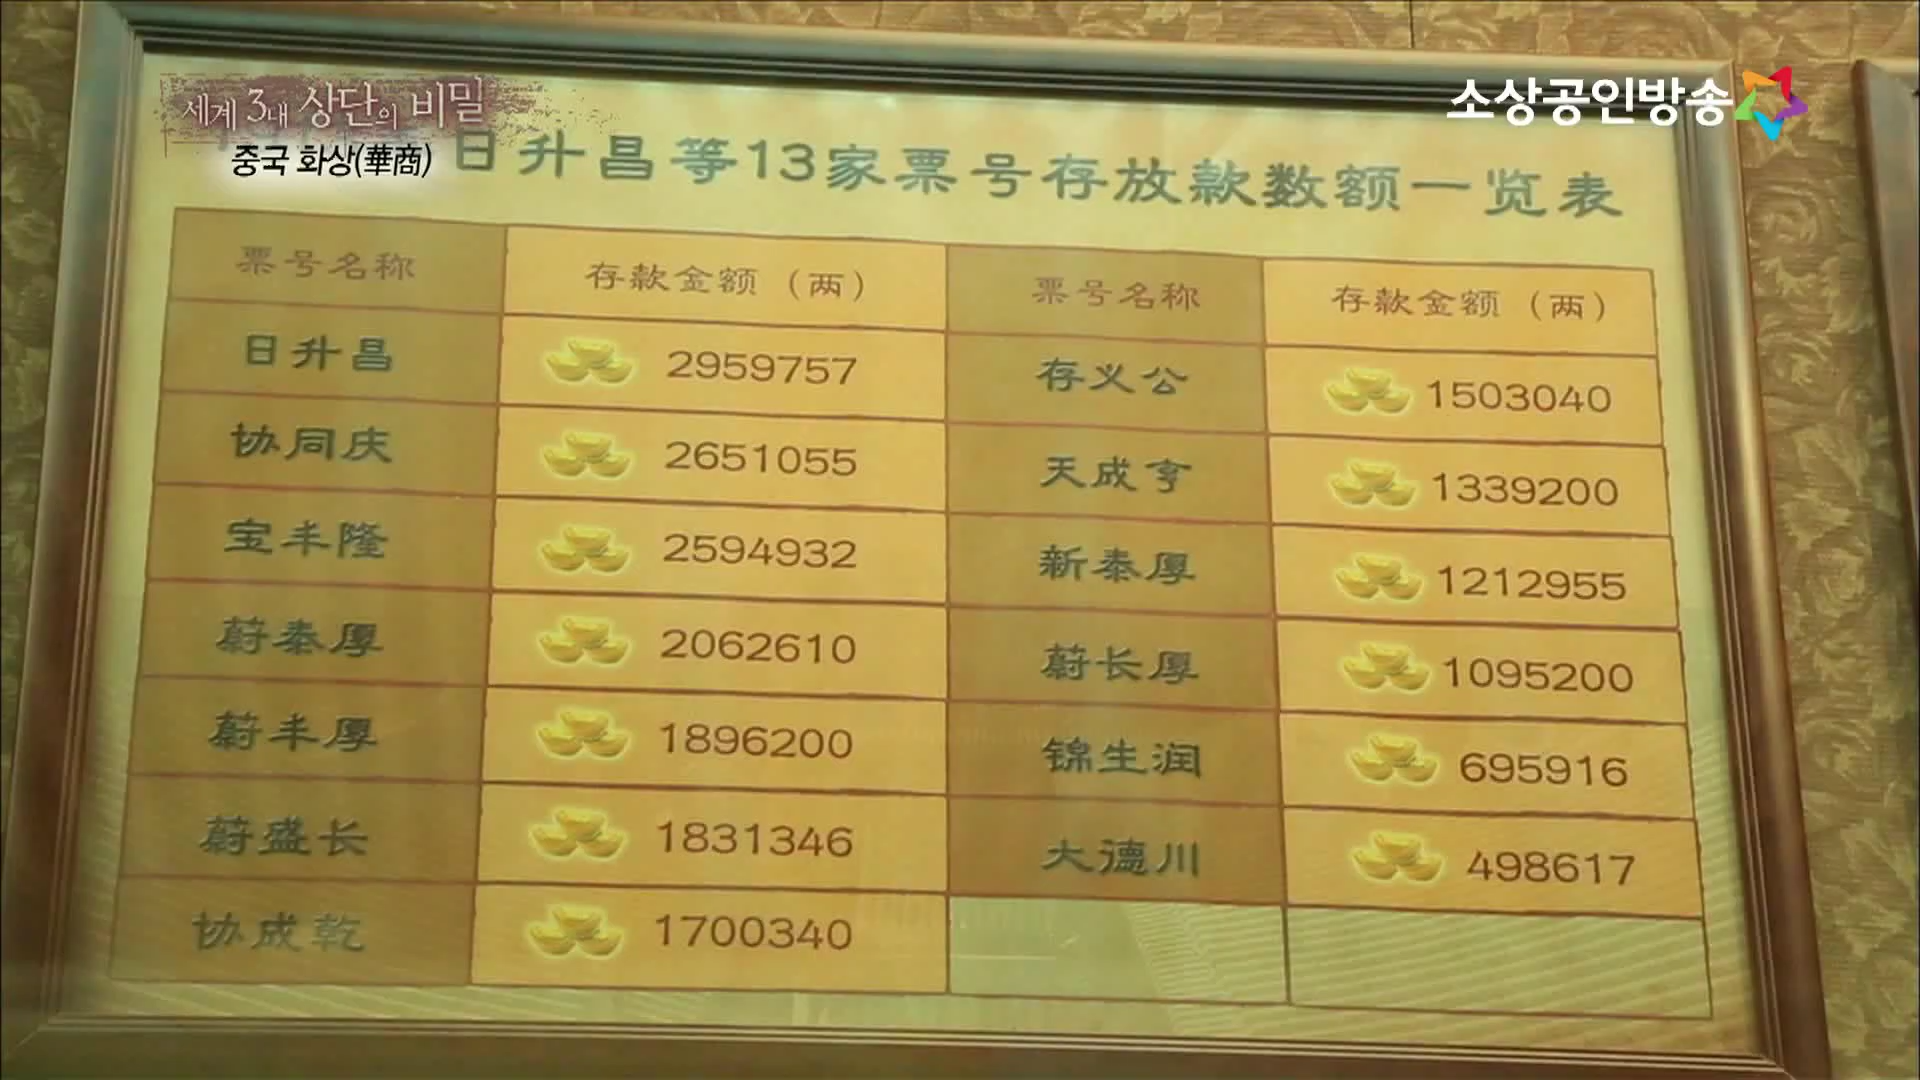 세계 3대 상단의 비밀
중국 화상(華商)
소상공인방송
日升昌等13家票号存放款数额一览表
票号名称 存款金额（两） 票号名称 存款金额（两）
日升昌 2959757 存义公 1503040
协同庆 2651055 天成亨 1339200
宝丰隆 2594932 新泰厚 1212955
蔚泰厚 2062610 蔚长厚 1095200
蔚丰厚 1896200 锦生润 695916
蔚盛长 1831346 大德川 498617
协成乾 1700340